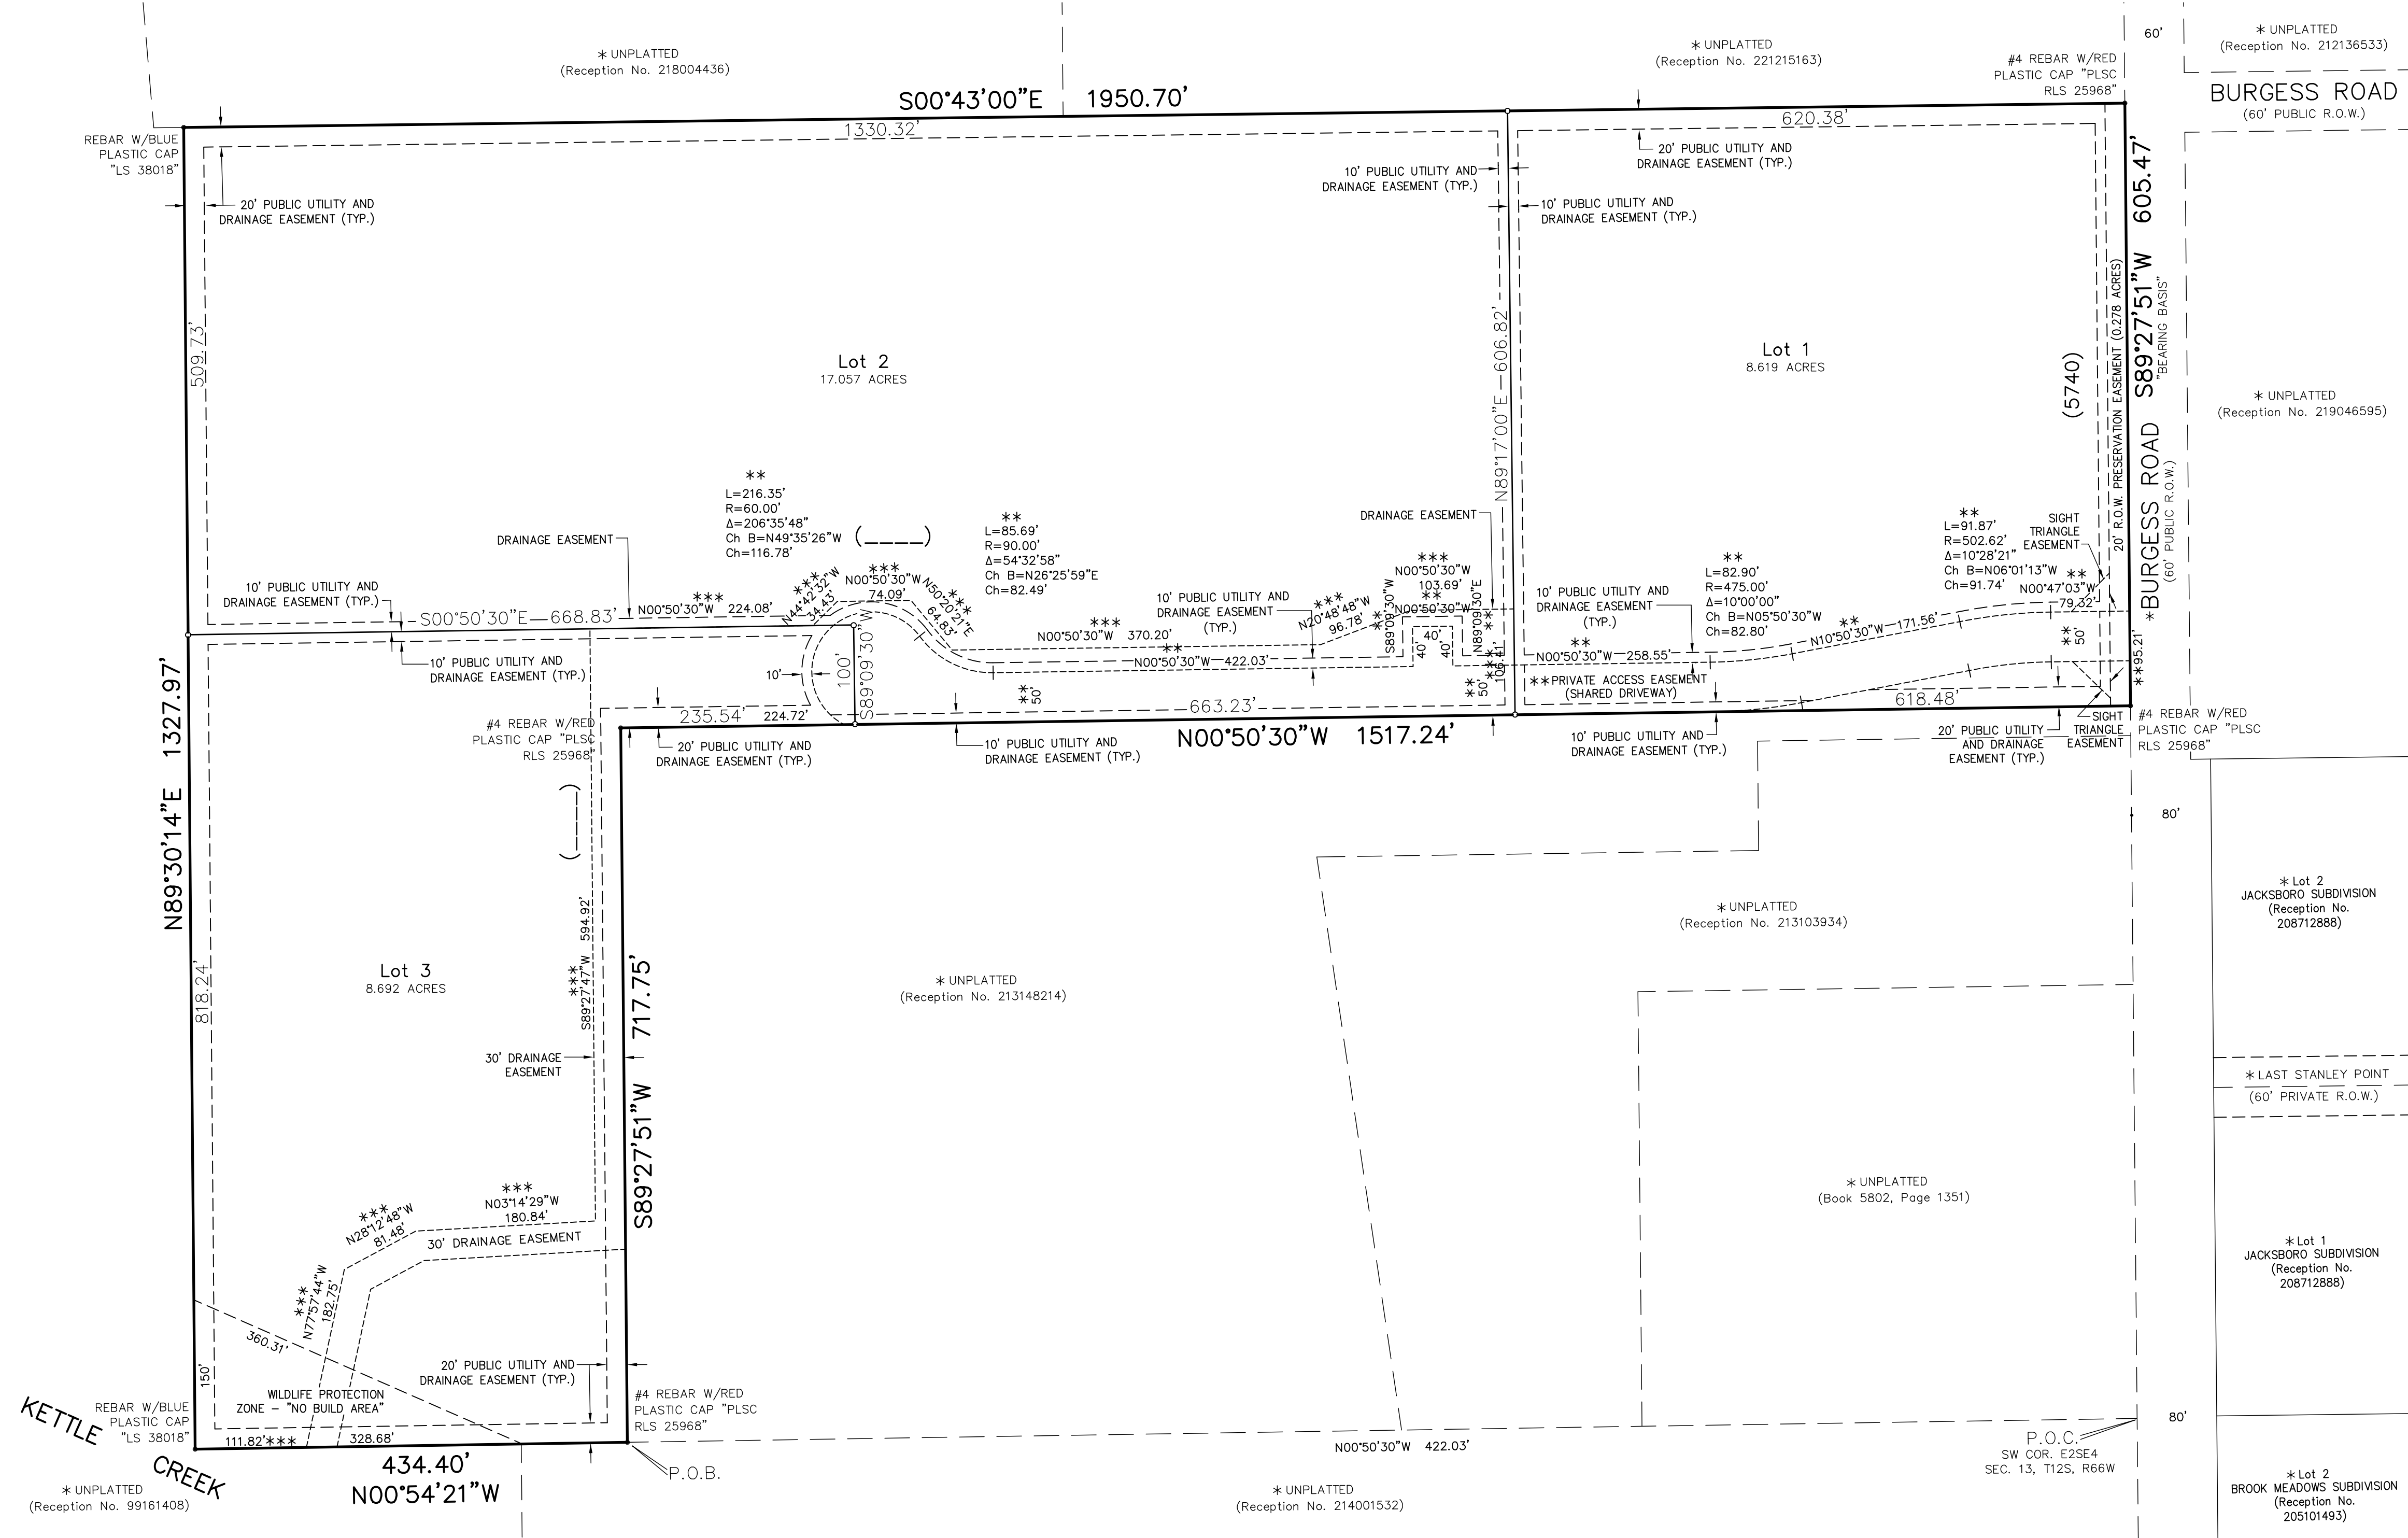 ✳ UNPLATTED
(Reception No. 218004436)
✳ UNPLATTED
(Reception No. 221215163)
#4 REBAR W/RED
PLASTIC CAP "PLSC
RLS 25968"
60'
✳ UNPLATTED
(Reception No. 212136533)
BURGESS ROAD
(60' PUBLIC R.O.W.)
S00°43'00"E 1950.70'
1330.32'
620.38'
REBAR W/BLUE
PLASTIC CAP
"LS 38018"
20' PUBLIC UTILITY AND
DRAINAGE EASEMENT (TYP.)
10' PUBLIC UTILITY AND
DRAINAGE EASEMENT (TYP.)
10' PUBLIC UTILITY AND
DRAINAGE EASEMENT (TYP.)
20' PUBLIC UTILITY AND
DRAINAGE EASEMENT (TYP.)
S89°27'51"W 605.47'
"BEARING BASIS"
20' R.O.W. PRESERVATION EASEMENT (0.278 ACRES)
✳BURGESS ROAD
(60' PUBLIC R.O.W.)
(5740)
509.73'
Lot 2
17.057 ACRES
N89°17'00"E 606.82'
Lot 1
8.619 ACRES
✳ UNPLATTED
(Reception No. 219046595)
✳✳
L=216.35'
R=60.00'
Δ=206°35'48"
Ch B=N49°35'26"W
Ch=116.78'
(____)
✳✳
L=85.69'
R=90.00'
Δ=54°32'58"
Ch B=N26°25'59"E
Ch=82.49'
DRAINAGE EASEMENT
DRAINAGE EASEMENT
✳✳
L=82.90'
R=475.00'
Δ=10°00'00"
Ch B=N05°50'30"W
Ch=82.80'
✳✳
L=91.87'
R=502.62'
Δ=10°28'21"
Ch B=N06°01'13"W
Ch=91.74'
SIGHT
TRIANGLE
EASEMENT
✳✳
N00°47'03"W
79.32'
✳✳
50'
✳✳95.21'
10' PUBLIC UTILITY AND
DRAINAGE EASEMENT (TYP.)
S00°50'30"E 668.83'
✳✳✳
N00°50'30"W 224.08'
✳✳✳
N44°42'32"W
34.43'
✳✳✳
N00°50'30"W
74.09'
✳✳✳
N50°20'21"E
64.83'
✳✳✳
N00°50'30"W 370.20'
✳✳
N00°50'30"W 422.03'
10' PUBLIC UTILITY AND
DRAINAGE EASEMENT
(TYP.)
✳✳✳
N20°48'48"W
96.78'
✳✳✳
N00°50'30"W
103.69'
✳✳
N00°50'30"W
✳✳
S89°09'30"W
40'
40'
40'
N89°09'30"E
✳✳
✳✳✳
106.41'
✳✳
50'
10' PUBLIC UTILITY AND
DRAINAGE EASEMENT
(TYP.)
✳✳
N00°50'30"W 258.55'
✳✳
N10°50'30"W 171.56'
✳✳PRIVATE ACCESS EASEMENT
(SHARED DRIVEWAY)
10' PUBLIC UTILITY AND
DRAINAGE EASEMENT (TYP.)
10'
100'
S89°09'30"W
✳✳
50'
235.54'
224.72'
663.23'
618.48'
#4 REBAR W/RED
PLASTIC CAP "PLSC
RLS 25968"
20' PUBLIC UTILITY AND
DRAINAGE EASEMENT (TYP.)
10' PUBLIC UTILITY AND
DRAINAGE EASEMENT (TYP.)
N00°50'30"W 1517.24'
10' PUBLIC UTILITY AND
DRAINAGE EASEMENT (TYP.)
20' PUBLIC UTILITY
AND DRAINAGE
EASEMENT (TYP.)
SIGHT
TRIANGLE
EASEMENT
#4 REBAR W/RED
PLASTIC CAP "PLSC
RLS 25968"
80'
N89°30'14"E 1327.97'
(____)
818.24'
Lot 3
8.692 ACRES
✳✳✳
S89°27'47"W 594.92'
30' DRAINAGE
EASEMENT
S89°27'51"W 717.75'
✳ UNPLATTED
(Reception No. 213148214)
✳ UNPLATTED
(Reception No. 213103934)
✳ Lot 2
JACKSBORO SUBDIVISION
(Reception No.
208712888)
✳ LAST STANLEY POINT
(60' PRIVATE R.O.W.)
✳ UNPLATTED
(Book 5802, Page 1351)
✳ Lot 1
JACKSBORO SUBDIVISION
(Reception No.
208712888)
✳✳✳
N03°14'29"W
180.84'
✳✳✳
N28°12'48"W
81.48'
30' DRAINAGE EASEMENT
✳✳✳
N77°57'44"W
182.75'
360.31'
150'
20' PUBLIC UTILITY AND
DRAINAGE EASEMENT (TYP.)
WILDLIFE PROTECTION
ZONE - "NO BUILD AREA"
KETTLE
CREEK
REBAR W/BLUE
PLASTIC CAP
"LS 38018"
111.82'✳✳✳
328.68'
434.40'
N00°54'21"W
#4 REBAR W/RED
PLASTIC CAP "PLSC
RLS 25968"
P.O.B.
N00°50'30"W 422.03'
80'
P.O.C.
SW COR. E2SE4
SEC. 13, T12S, R66W
✳ UNPLATTED
(Reception No. 99161408)
✳ UNPLATTED
(Reception No. 214001532)
✳ Lot 2
BROOK MEADOWS SUBDIVISION
(Reception No.
205101493)